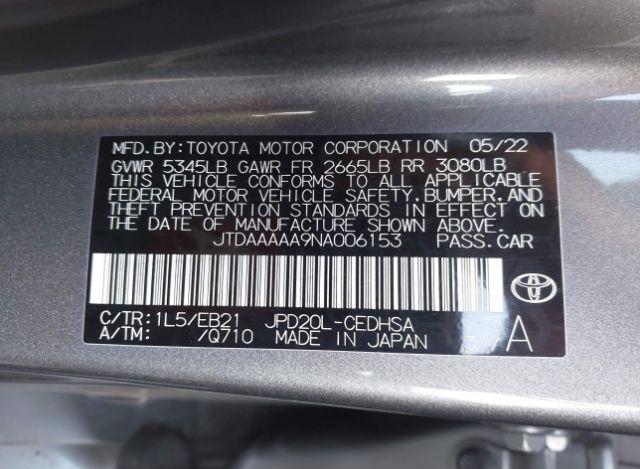 MFD.BY:TOYOTA MOTOR CORPORATION 05/22
GVWR 5345LB GAWR FR 2665LB RR 3080LB
THIS VEHICLE CONFORMS TO ALL APPLICABLE
FEDERAL MOTOR VEHICLE SAFETY,BUMPER,AND
THEFT PREVENTION STANDARDS IN EFFECT ON
THE DATE OF MANUFACTURE SHOWN ABOVE.
JTDAAAAA9NA006153 PASS.CAR
C/TR:1L5/EB21 JPD20L-CEDHSA
A/TM: /Q710 MADE IN JAPAN 317 A